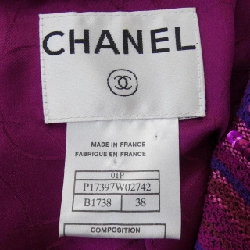 CHANEL
MADE IN FRANCE
FABRIQUE EN FRANCE
01P
P17397W02742
B1738 38
COMPOSITION